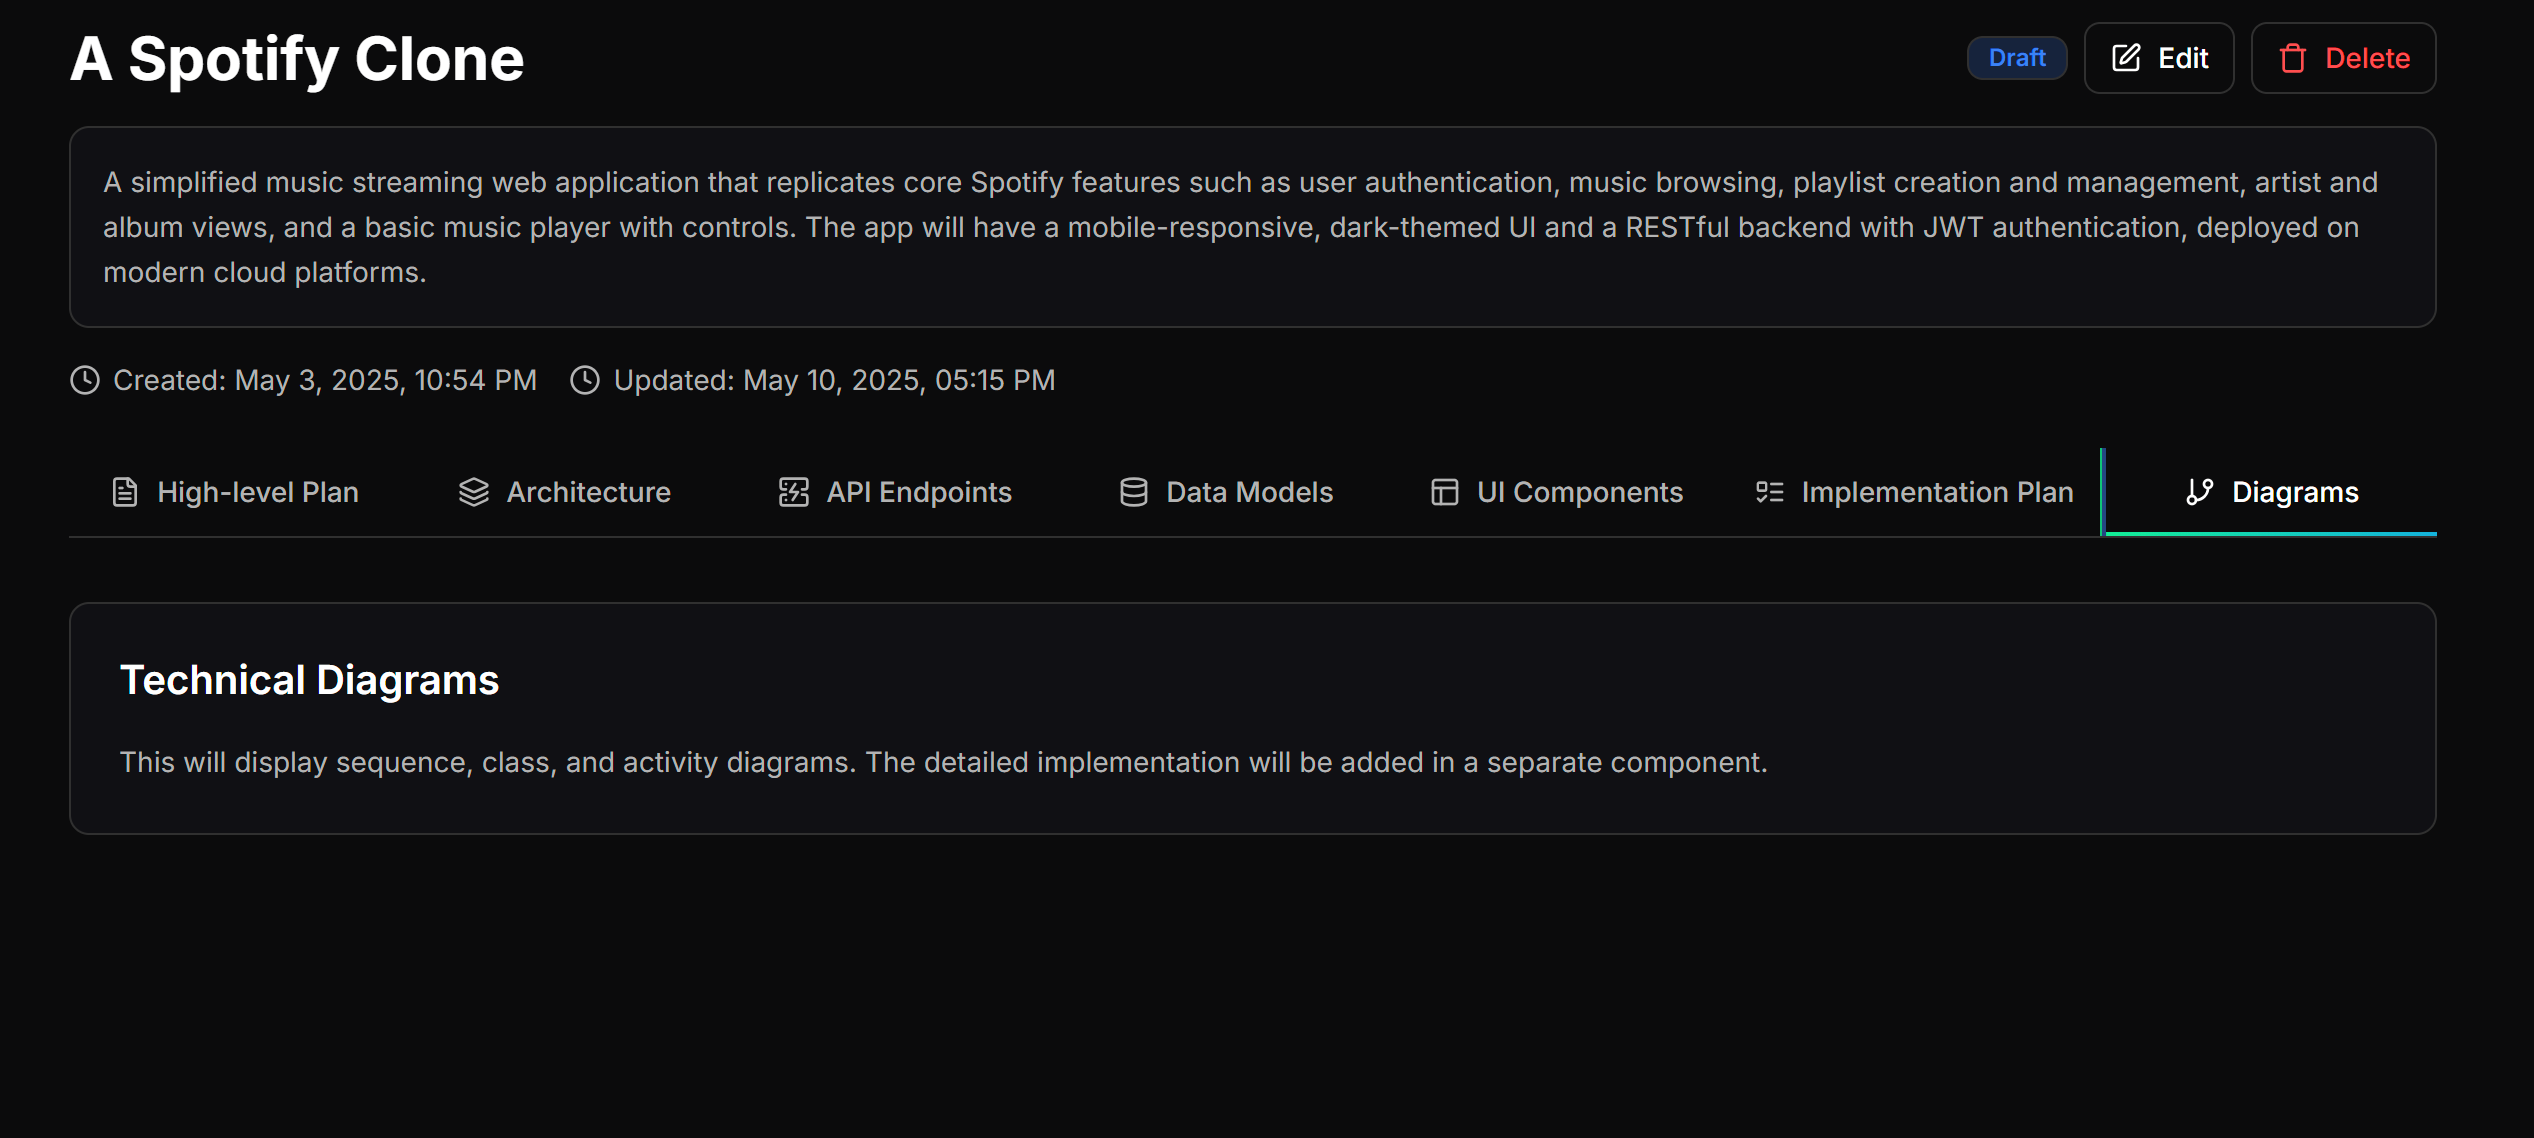 A Spotify Clone
Draft
Edit
Delete
A simplified music streaming web application that replicates core Spotify features such as user authentication, music browsing, playlist creation and management, artist and
album views, and a basic music player with controls. The app will have a mobile-responsive, dark-themed UI and a RESTful backend with JWT authentication, deployed on
modern cloud platforms.
Created: May 3, 2025, 10:54 PM
Updated: May 10, 2025, 05:15 PM
High-level Plan
Architecture
API Endpoints
Data Models
UI Components
Implementation Plan
Diagrams
Technical Diagrams
This will display sequence, class, and activity diagrams. The detailed implementation will be added in a separate component.